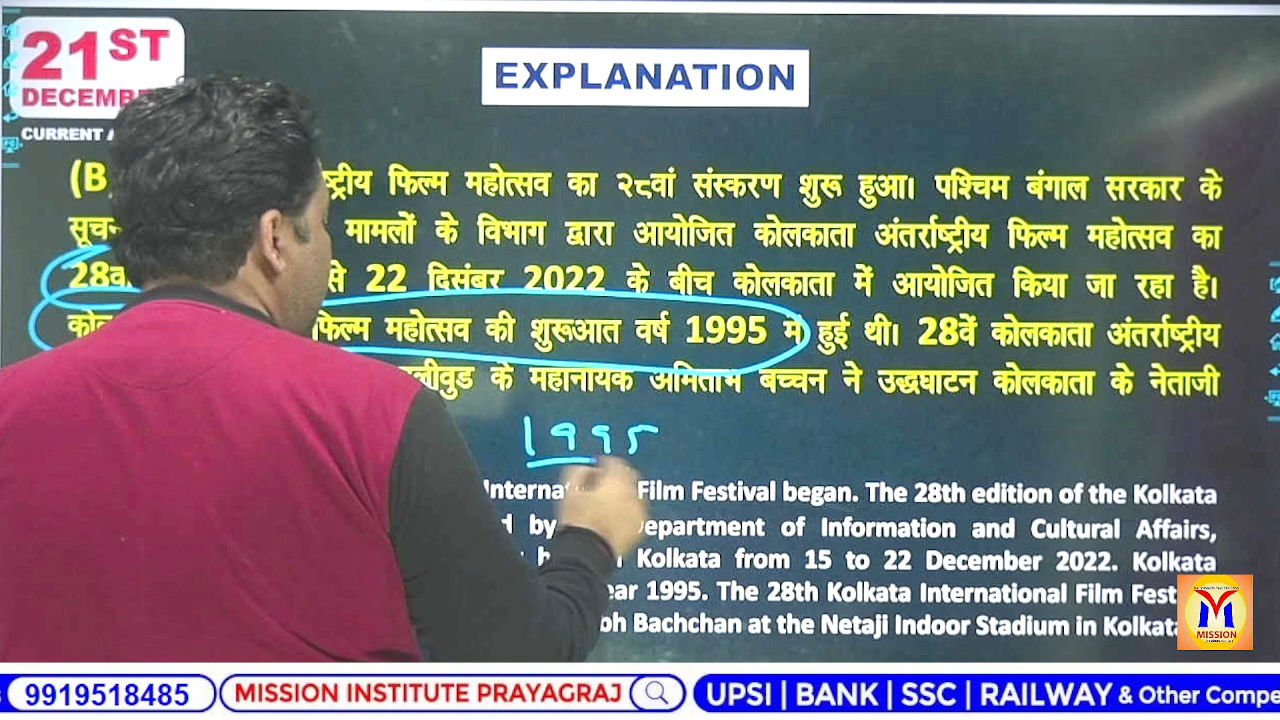 21ST
DECEMB
CURRENT
EXPLANATION
(B) ष्ट्रीय फिल्म महोत्सव का २८वां संस्करण शुरू हुआ। पश्चिम बंगाल सरकार के
मामलों के विभाग द्वारा आयोजित कोलकाता अंतर्राष्ट्रीय फिल्म महोत्सव का
से 22 दिसंबर 2022 के बीच कोलकाता में आयोजित किया जा रहा है।
फिल्म महोत्सव की शुरूआत वर्ष 1995 में हुई थी। 28वें कोलकाता अंतर्राष्ट्रीय
के महानायक अमिताभ बच्चन ने उद्धघाटन कोलकाता के नेताजी
1995
Film Festival began. The 28th edition of the Kolkata
by Department of Information and Cultural Affairs,
Kolkata from 15 to 22 December 2022. Kolkata
1995. The 28th Kolkata International Film Fest
Bachchan at the Netaji Indoor Stadium in Kolkata
MISSION
9919518485 MISSION INSTITUTE PRAYAGRAJ UPSI | BANK | SSC | RAILWAY & Other Compe